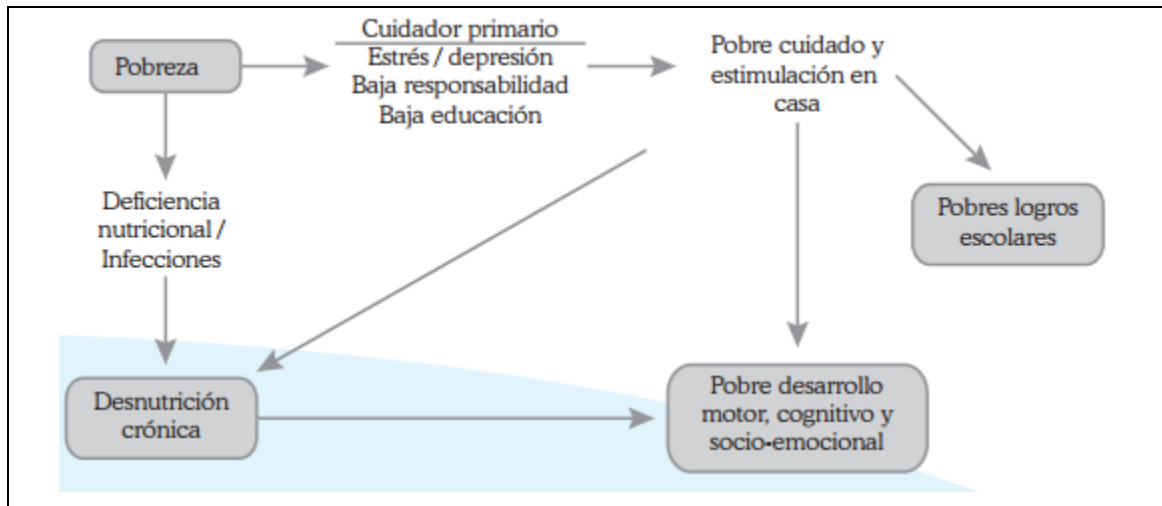 Pobreza
Cuidador primario
Estrés / depresión
Baja responsabilidad
Baja educación
Pobre cuidado y
estimulación en
casa
Deficiencia
nutricional /
Infecciones
Pobres logros
escolares
Desnutrición
crónica
Pobre desarrollo
motor, cognitivo y
socio-emocional